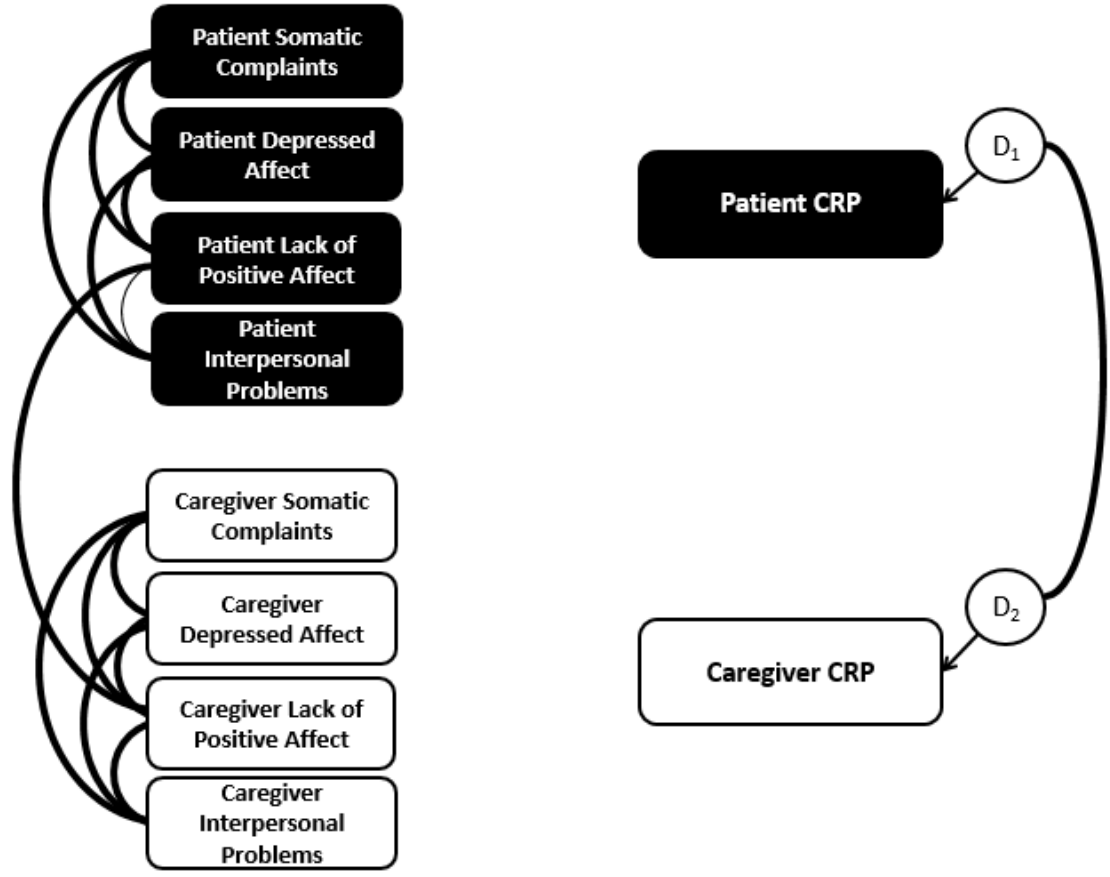 Patient Somatic
Complaints
Patient Depressed
Affect
Patient Lack of
Positive Affect
Patient
Interpersonal
Problems
Caregiver Somatic
Complaints
Caregiver
Depressed Affect
Caregiver Lack of
Positive Affect
Caregiver
Interpersonal
Problems
D₁
Patient CRP
D₂
Caregiver CRP